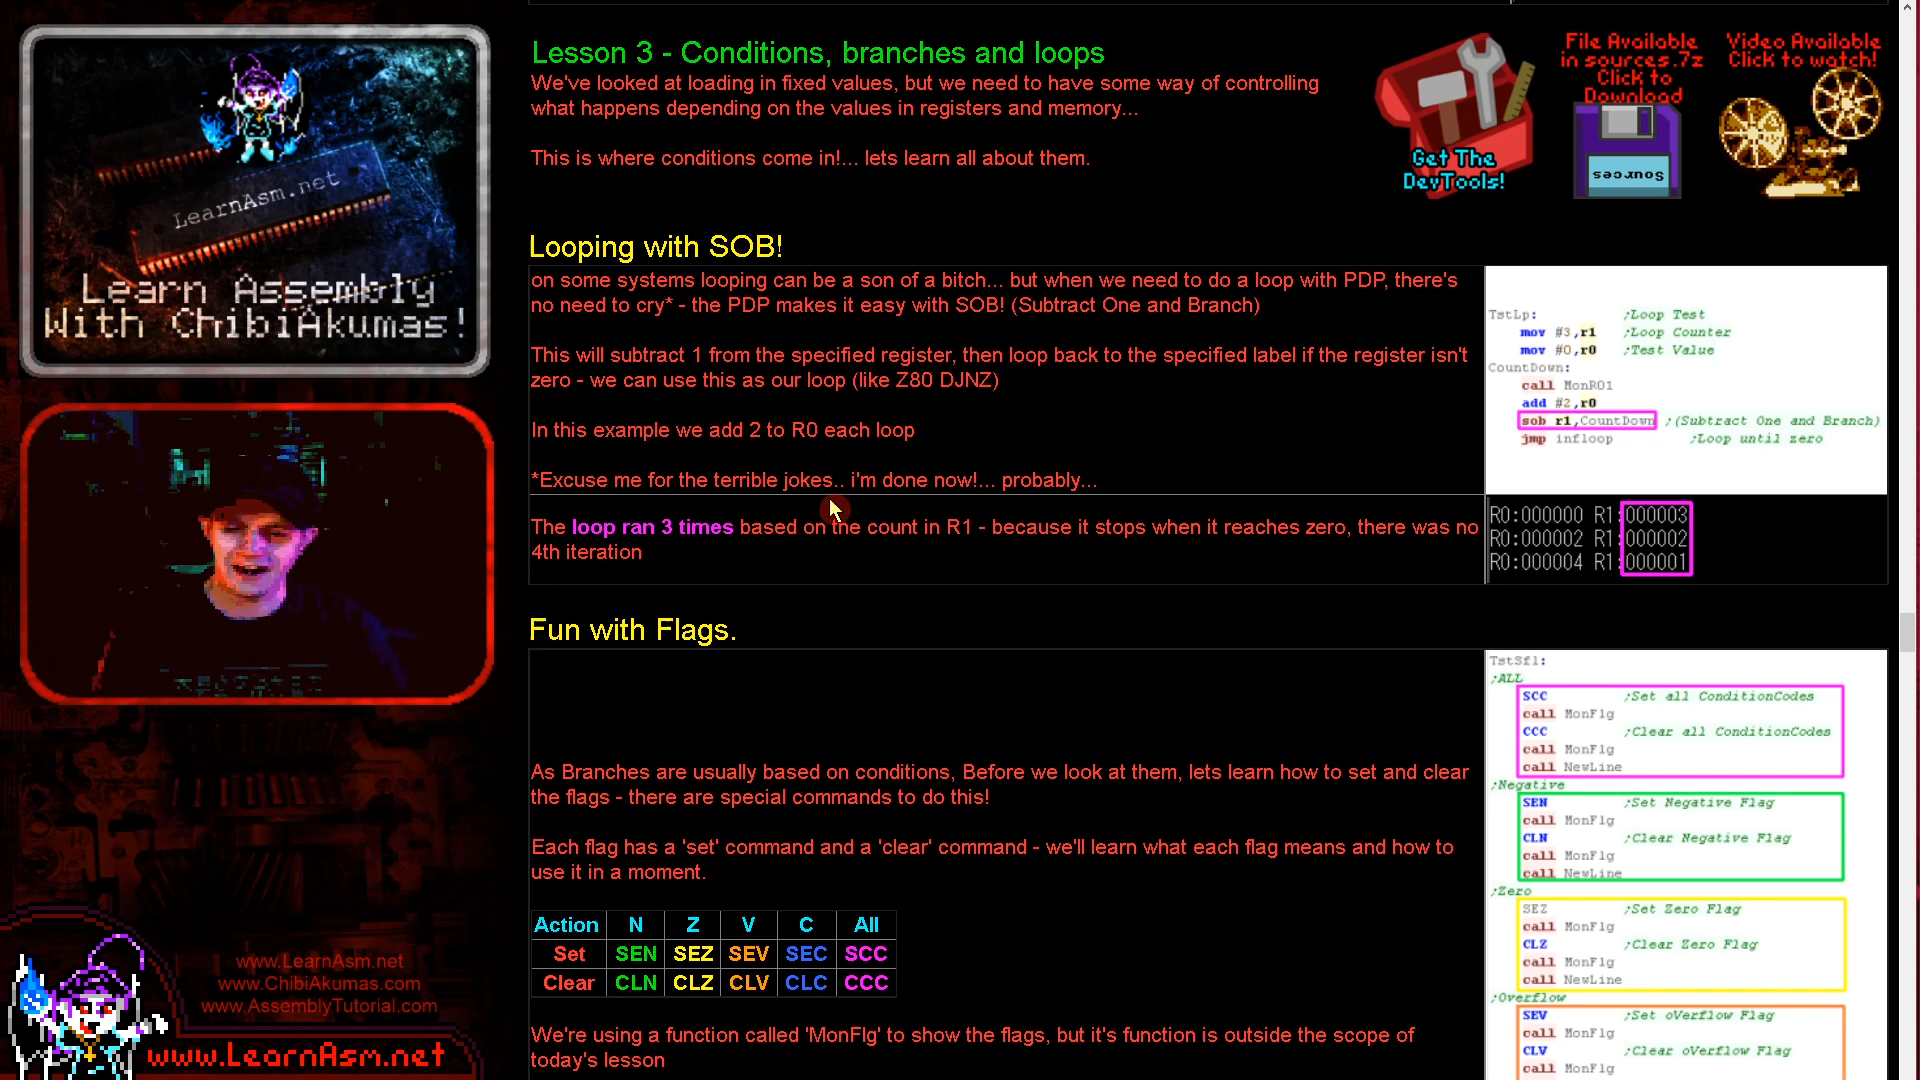 LearnAsm.net
Learn Assembly
With ChibiAkumas!
www.LearnAsm.net
www.ChibiAkumas.com
www.AssemblyTutorial.com
www.LearnAsm.net
Lesson 3 - Conditions, branches and loops
We've looked at loading in fixed values, but we need to have some way of controlling
what happens depending on the values in registers and memory...
This is where conditions come in!... lets learn all about them.
Get The
DevTools!
File Available
in sources.7z
Click to
Download
Sources
Video Available
Click to watch!
Looping with SOB!
on some systems looping can be a son of a bitch... but when we need to do a loop with PDP, there's
no need to cry* - the PDP makes it easy with SOB! (Subtract One and Branch)
This will subtract 1 from the specified register, then loop back to the specified label if the register isn't
zero - we can use this as our loop (like Z80 DJNZ)
In this example we add 2 to R0 each loop
*Excuse me for the terrible jokes.. i'm done now!... probably...
TstLp: ;Loop Test
mov #3,r1 ;Loop Counter
mov #0,r0 ;Test Value
CountDown:
call MonR01
add #2,r0
sob r1,CountDown ;(Subtract One and Branch)
jmp infloop ;Loop until zero
The loop ran 3 times based on the count in R1 - because it stops when it reaches zero, there was no
4th iteration
R0:000000 R1:000003
R0:000002 R1:000002
R0:000004 R1:000001
Fun with Flags.
As Branches are usually based on conditions, Before we look at them, lets learn how to set and clear
the flags - there are special commands to do this!
Each flag has a 'set' command and a 'clear' command - we'll learn what each flag means and how to
use it in a moment.
Action N Z V C All
Set SEN SEZ SEV SEC SCC
Clear CLN CLZ CLV CLC CCC
We're using a function called 'MonFlg' to show the flags, but it's function is outside the scope of
today's lesson
TstSfl:
;ALL
SCC ;Set all ConditionCodes
call MonFlg
CCC ;Clear all ConditionCodes
call MonFlg
call NewLine
;Negative
SEN ;Set Negative Flag
call MonFlg
CLN ;Clear Negative Flag
call MonFlg
call NewLine
;Zero
SEZ ;Set Zero Flag
call MonFlg
CLZ ;Clear Zero Flag
call MonFlg
call NewLine
;Overflow
SEV ;Set oVerflow Flag
call MonFlg
CLV ;Clear oVerflow Flag
call MonFlg